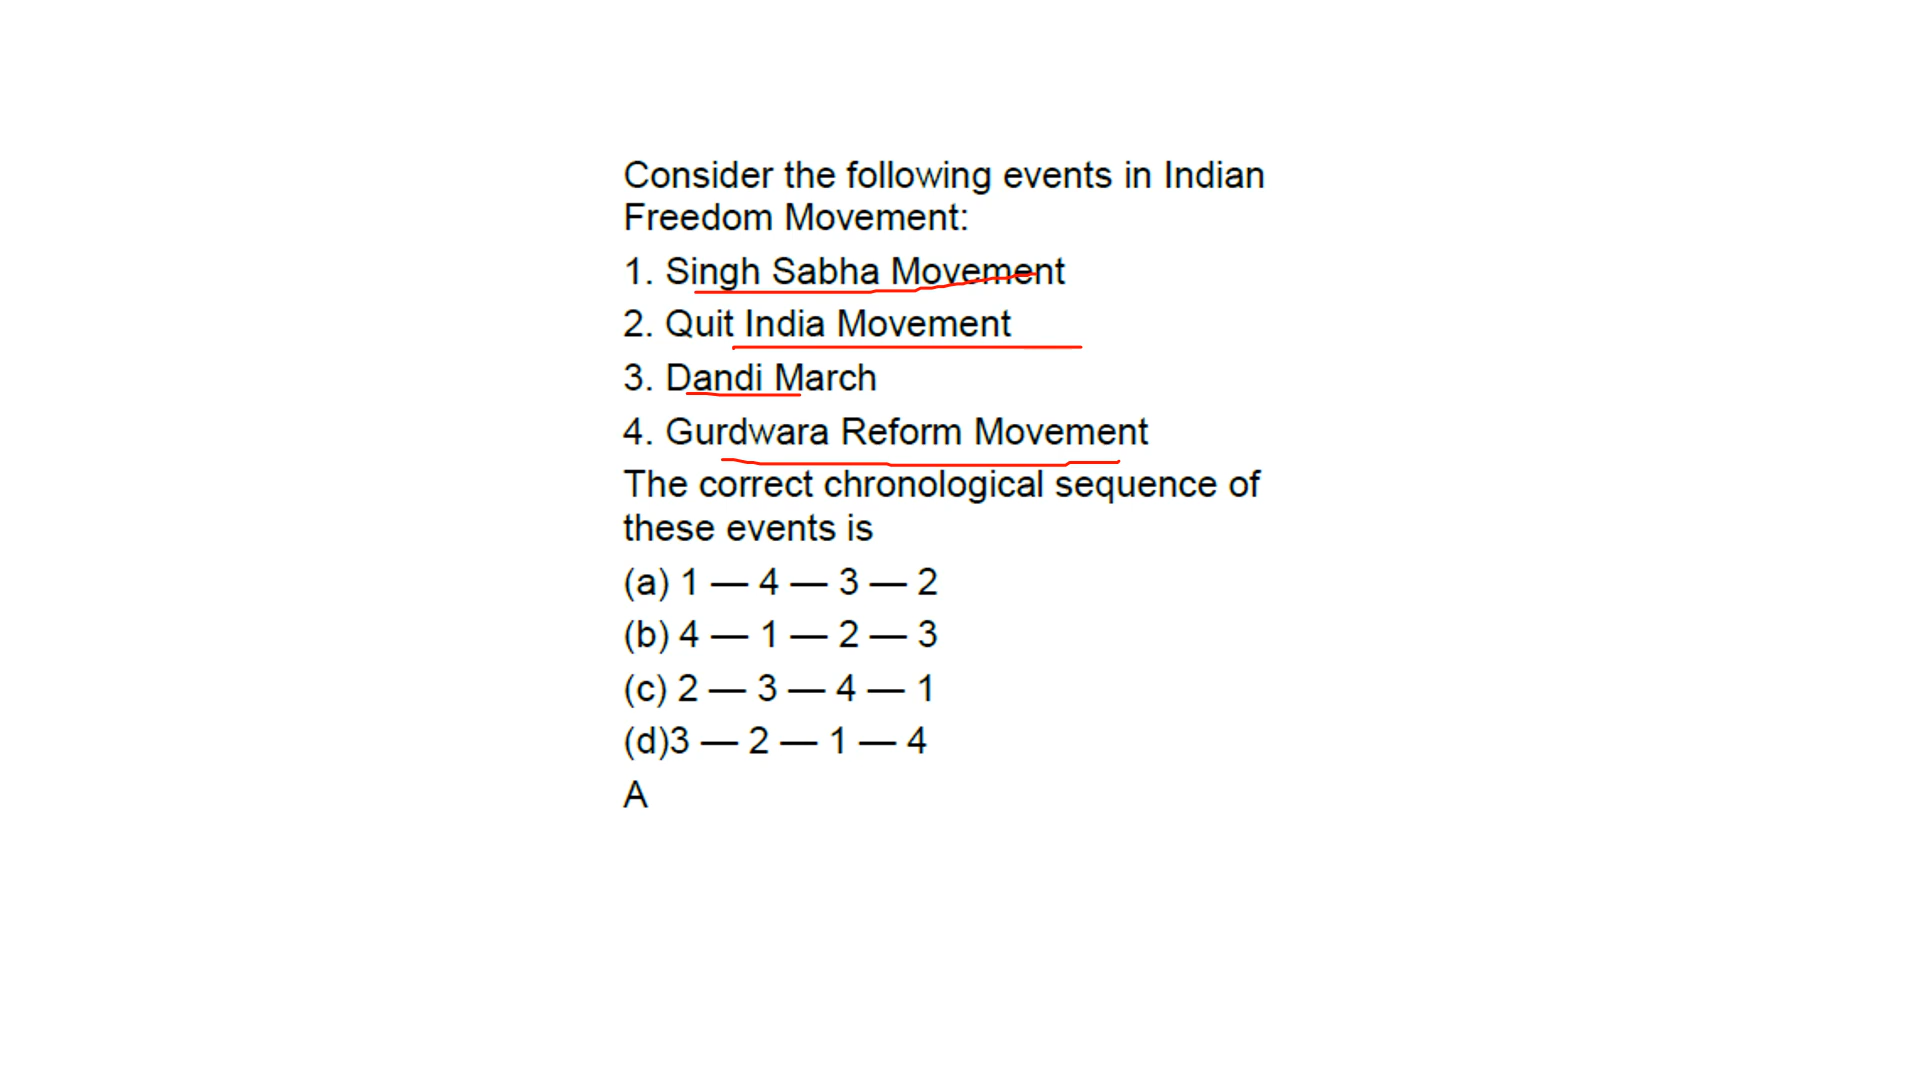 Consider the following events in Indian
Freedom Movement:
1. Singh Sabha Movement
2. Quit India Movement
3. Dandi March
4. Gurdwara Reform Movement
The correct chronological sequence of
these events is
(a) 1 — 4 — 3 — 2
(b) 4 — 1 — 2 — 3
(c) 2 — 3 — 4 — 1
(d)3 — 2 — 1 — 4
A